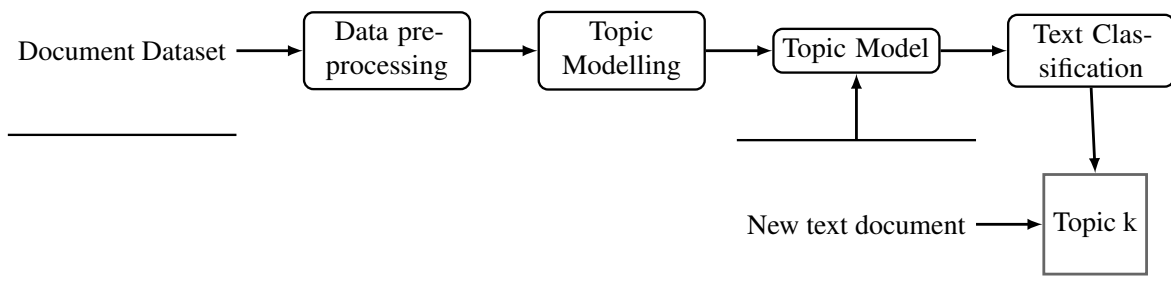 Document Dataset
Data pre-
processing
Topic
Modelling
Topic Model
Text Clas-
sification
New text document
Topic k